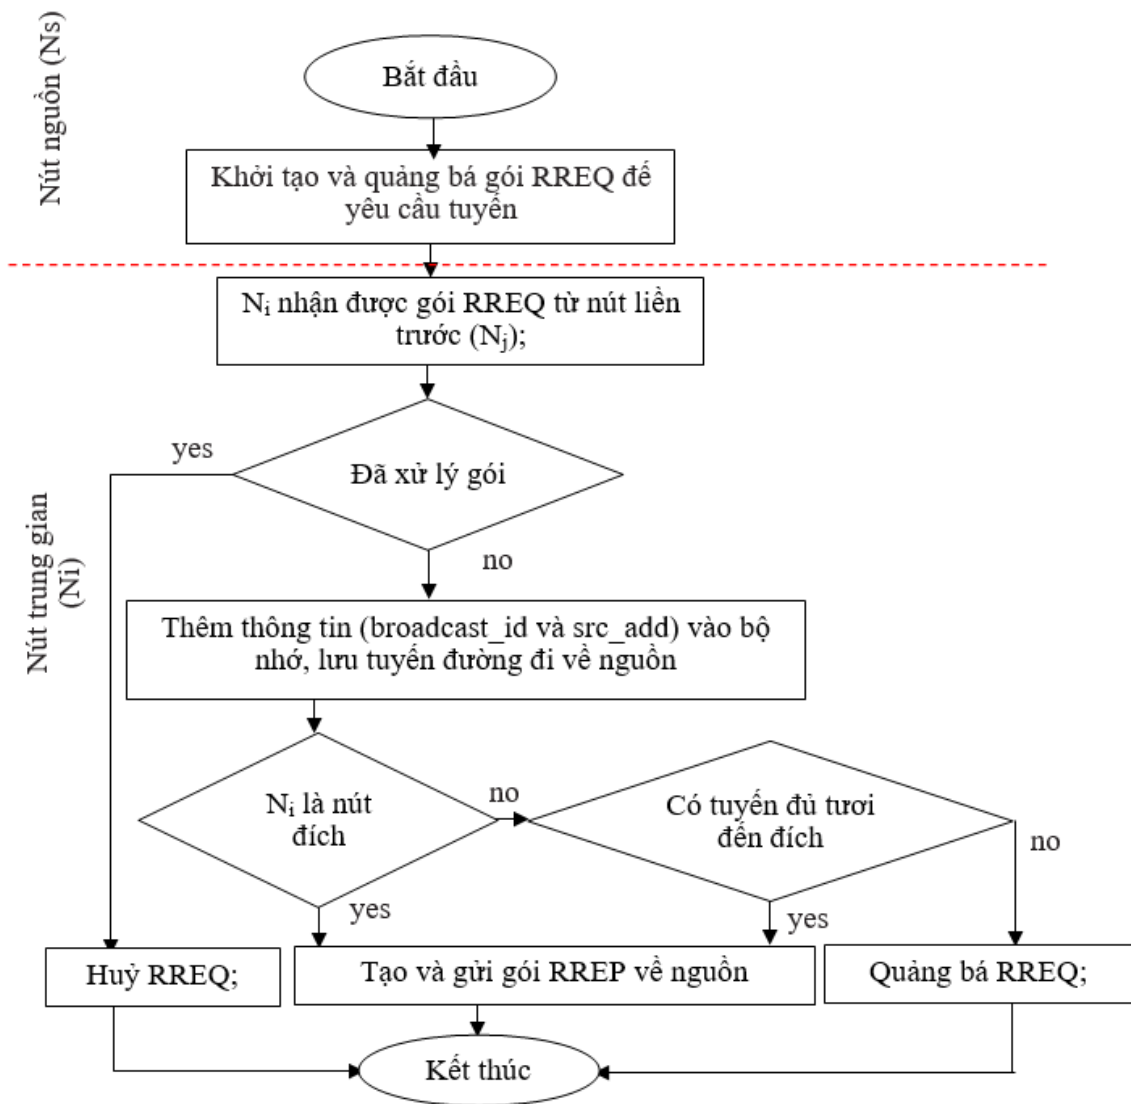 Nút nguồn (Ns)
Bắt đầu
Khởi tạo và quảng bá gói RREQ để
yêu cầu tuyến
Nᵢ nhận được gói RREQ từ nút liền
trước (Nⱼ);
yes
Đã xử lý gói
no
Nút trung gian
(Ni)
Thêm thông tin (broadcast_id và src_add) vào bộ
nhớ, lưu tuyến đường đi về nguồn
Nᵢ là nút
đích
no
Có tuyến đủ tươi
đến đích
no
yes
yes
Huỷ RREQ;
Tạo và gửi gói RREP về nguồn
Quảng bá RREQ;
Kết thúc